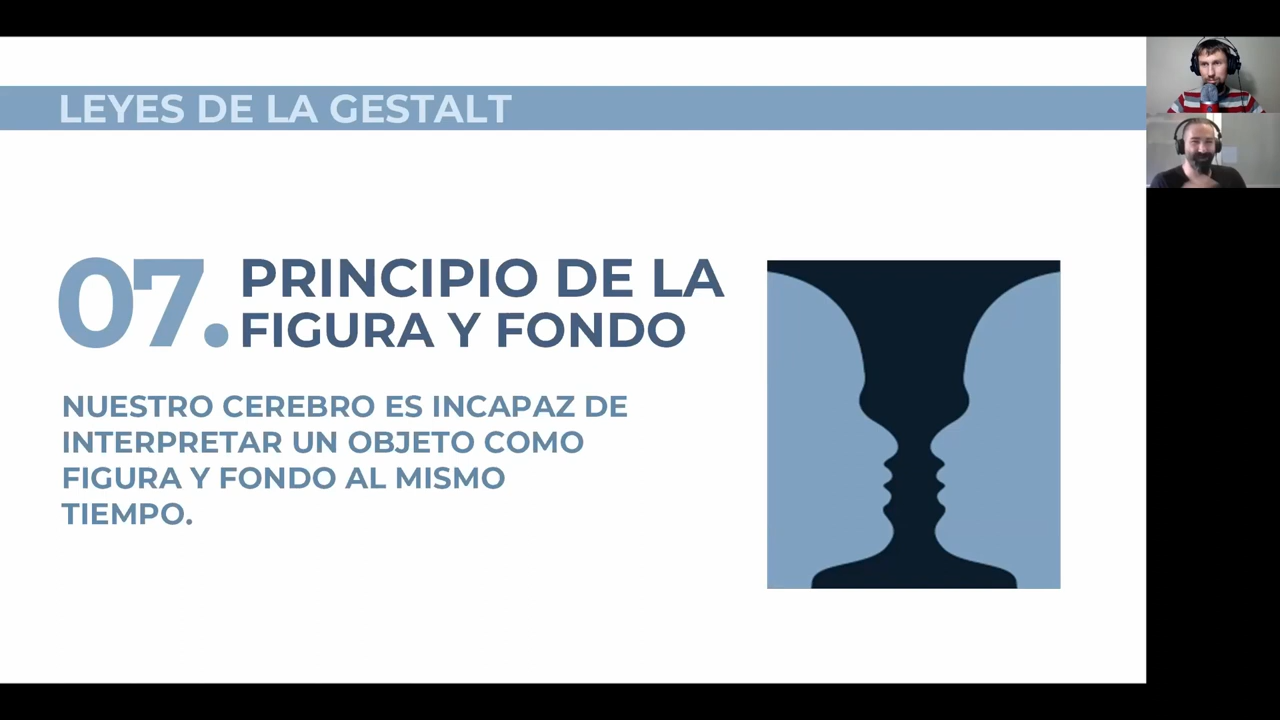 LEYES DE LA GESTALT
07.
PRINCIPIO DE LA
FIGURA Y FONDO
NUESTRO CEREBRO ES INCAPAZ DE
INTERPRETAR UN OBJETO COMO
FIGURA Y FONDO AL MISMO
TIEMPO.